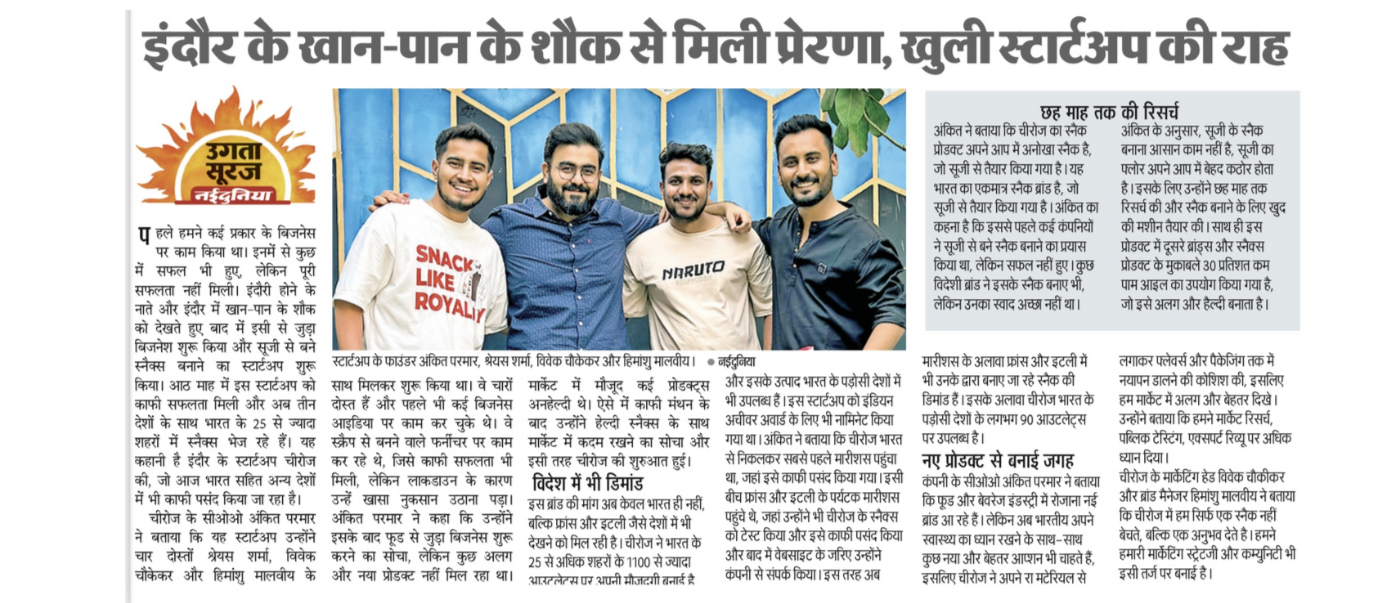 इंदौर के खान-पान के शौक से मिली प्रेरणा, खुली स्टार्टअप की राह
उगता
सूरज
नईदुनिया
पहले हमने कई प्रकार के बिजनेस
पर काम किया था। इनमें से कुछ
में सफल भी हुए, लेकिन पूरी
सफलता नहीं मिली। इंदौरी होने के
नाते और इंदौर में खान-पान के शौक
को देखते हुए बाद में इसी से जुड़ा
बिजनेश शुरू किया और सूजी से बने
स्नैक्स बनाने का स्टार्टअप शुरू
किया। आठ माह में इस स्टार्टअप को
काफी सफलता मिली और अब तीन
देशों के साथ भारत के 25 से ज्यादा
शहरों में स्नैक्स भेज रहे हैं। यह
कहानी है इंदौर के स्टार्टअप चीरोज
की, जो आज भारत सहित अन्य देशों
में भी काफी पसंद किया जा रहा है।
चीरोज के सीओओ अंकित परमार
ने बताया कि यह स्टार्टअप उन्होंने
चार दोस्तों श्रेयस शर्मा, विवेक
चौकेकर और हिमांशु मालवीय के
SNACK
LIKE
ROYALTY
NARUTO
स्टार्टअप के फाउंडर अंकित परमार, श्रेयस शर्मा, विवेक चौकेकर और हिमांशु मालवीय। ● नईदुनिया
साथ मिलकर शुरू किया था। वे चारों
दोस्त हैं और पहले भी कई बिजनेस
आइडिया पर काम कर चुके थे। वे
स्क्रैप से बनने वाले फर्नीचर पर काम
कर रहे थे, जिसे काफी सफलता भी
मिली, लेकिन लाकडाउन के कारण
उन्हें खासा नुकसान उठाना पड़ा।
अंकित परमार ने कहा कि उन्होंने
इसके बाद फूड से जुड़ा बिजनेस शुरू
करने का सोचा, लेकिन कुछ अलग
और नया प्रोडक्ट नहीं मिल रहा था।
मार्केट में मौजूद कई प्रोडक्ट्स
अनहेल्दी थे। ऐसे में काफी मंथन के
बाद उन्होंने हेल्दी स्नैक्स के साथ
मार्केट में कदम रखने का सोचा और
इसी तरह चीरोज की शुरुआत हुई।
विदेश में भी डिमांड
इस ब्रांड की मांग अब केवल भारत ही नहीं,
बल्कि फ्रांस और इटली जैसे देशों में भी
देखने को मिल रही है। चीरोज ने भारत के
25 से अधिक शहरों के 1100 से ज्यादा
आउटलेट्स पर अपनी मौजूदगी बनाई है
और इसके उत्पाद भारत के पड़ोसी देशों में
भी उपलब्ध हैं। इस स्टार्टअप को इंडियन
अचीवर अवार्ड के लिए भी नामिनेट किया
गया था। अंकित ने बताया कि चीरोज भारत
से निकलकर सबसे पहले मारीशस पहुंचा
था, जहां इसे काफी पसंद किया गया। इसी
बीच फ्रांस और इटली के पर्यटक मारीशस
पहुंचे थे, जहां उन्होंने भी चीरोज के स्नैक्स
को टेस्ट किया और इसे काफी पसंद किया
और बाद में वेबसाइट के जरिए उन्होंने
कंपनी से संपर्क किया। इस तरह अब
छह माह तक की रिसर्च
अंकित ने बताया कि चीरोज का स्नैक
प्रोडक्ट अपने आप में अनोखा स्नैक है,
जो सूजी से तैयार किया गया है। यह
भारत का एकमात्र स्नैक ब्रांड है, जो
सूजी से तैयार किया गया है। अंकित का
कहना है कि इससे पहले कई कंपनियों
ने सूजी से बने स्नैक बनाने का प्रयास
किया था, लेकिन सफल नहीं हुए। कुछ
विदेशी ब्रांड ने इसके स्नैक बनाए भी,
लेकिन उनका स्वाद अच्छा नहीं था।
अंकित के अनुसार, सूजी के स्नैक
बनाना आसान काम नहीं है, सूजी का
फ्लोर अपने आप में बेहद कठोर होता
है। इसके लिए उन्होंने छह माह तक
रिसर्च की और स्नैक बनाने के लिए खुद
की मशीन तैयार की। साथ ही इस
प्रोडक्ट में दूसरे ब्रांड्स और स्नैक्स
प्रोडक्ट के मुकाबले 30 प्रतिशत कम
पाम आइल का उपयोग किया गया है,
जो इसे अलग और हेल्दी बनाता है।
मारीशस के अलावा फ्रांस और इटली में
भी उनके द्वारा बनाए जा रहे स्नैक की
डिमांड हैं। इसके अलावा चीरोज भारत के
पड़ोसी देशों के लगभग 90 आउटलेट्स
पर उपलब्ध है।
नए प्रोडक्ट से बनाई जगह
कंपनी के सीओओ अंकित परमार ने बताया
कि फूड और बेवरेज इंडस्ट्री में रोजाना नई
ब्रांड आ रहे हैं। लेकिन अब भारतीय अपने
स्वास्थ्य का ध्यान रखने के साथ-साथ
कुछ नया और बेहतर आप्शन भी चाहते हैं,
इसलिए चीरोज ने अपने रा मटेरियल से
लगाकर फ्लेवर्स और पैकेजिंग तक में
नयापन डालने की कोशिश की, इसलिए
हम मार्केट में अलग और बेहतर दिखे।
उन्होंने बताया कि हमने मार्केट रिसर्च,
पब्लिक टेस्टिंग, एक्सपर्ट रिव्यू पर अधिक
ध्यान दिया।
चीरोज के मार्केटिंग हेड विवेक चौकीकर
और ब्रांड मैनेजर हिमांशु मालवीय ने बताया
कि चीरोज में हम सिर्फ एक स्नैक नहीं
बेचते, बल्कि एक अनुभव देते है। हमने
हमारी मार्केटिंग स्ट्रेटजी और कम्युनिटी भी
इसी तर्ज पर बनाई है।